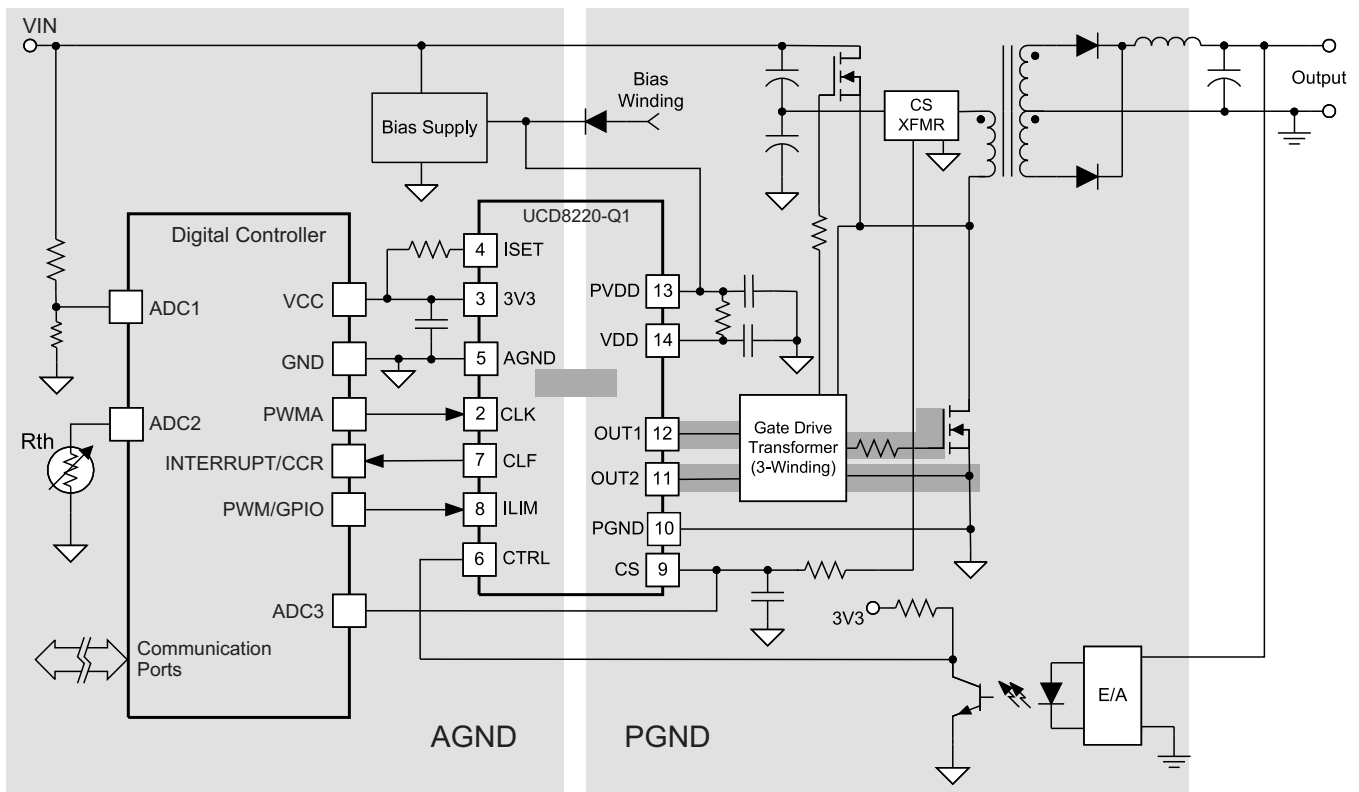 VIN
Bias Supply
Bias
Winding
CS
XFMR
Output
UCD8220-Q1
Digital Controller
ADC1
ADC2
Rth
VCC
GND
PWMA
INTERRUPT/CCR
PWM/GPIO
ADC3
Communication
Ports
4 ISET
3 3V3
5 AGND
2 CLK
7 CLF
8 ILIM
6 CTRL
PVDD 13
VDD 14
OUT1 12
OUT2 11
PGND 10
CS 9
Gate Drive
Transformer
(3-Winding)
3V3
E/A
AGND
PGND